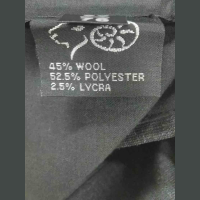 45% WOOL
52.5% POLYESTER
2.5% LYCRA